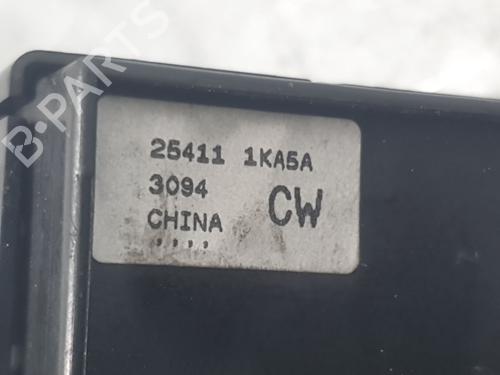 B-PARTS
25411 1KA5A
3094
CHINA CW
,,,,